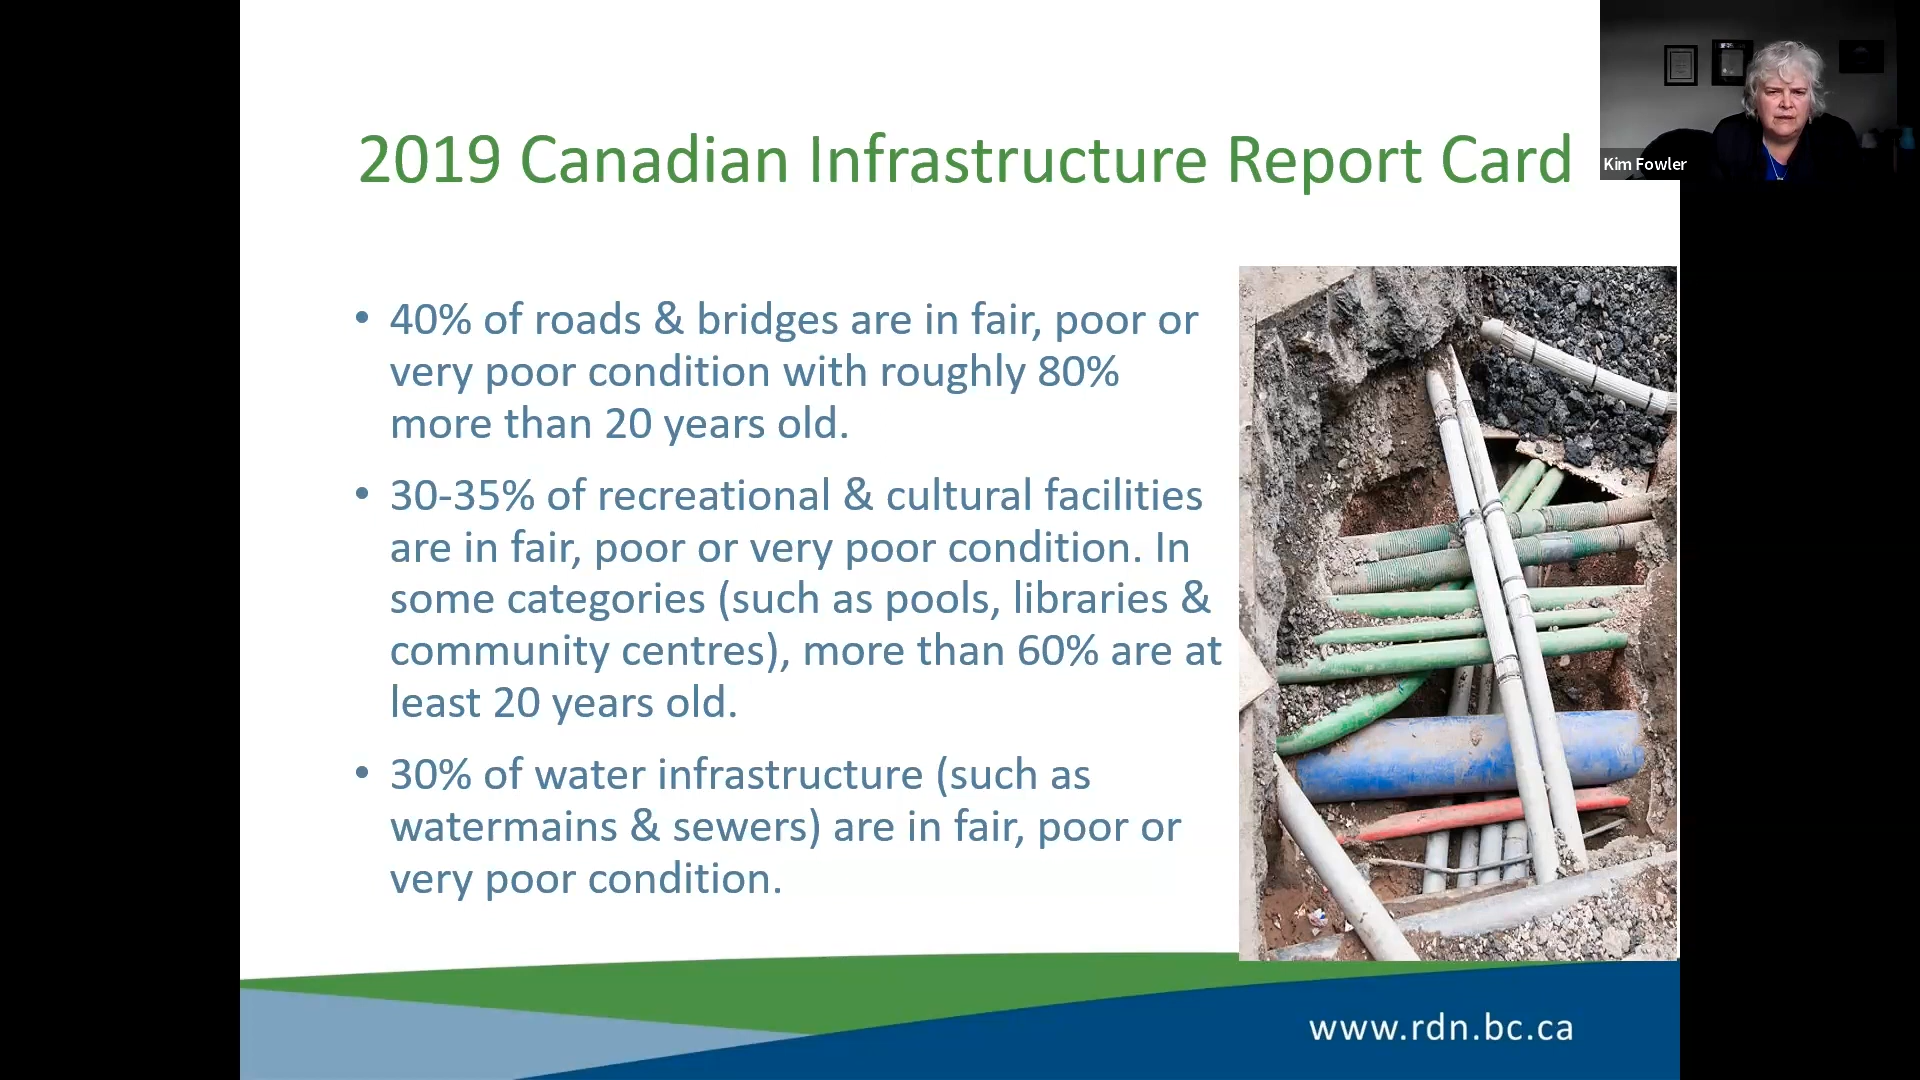 2019 Canadian Infrastructure Report Card
Kim Fowler
• 40% of roads & bridges are in fair, poor or
very poor condition with roughly 80%
more than 20 years old.
• 30-35% of recreational & cultural facilities
are in fair, poor or very poor condition. In
some categories (such as pools, libraries &
community centres), more than 60% are at
least 20 years old.
• 30% of water infrastructure (such as
watermains & sewers) are in fair, poor or
very poor condition.
www.rdn.bc.ca